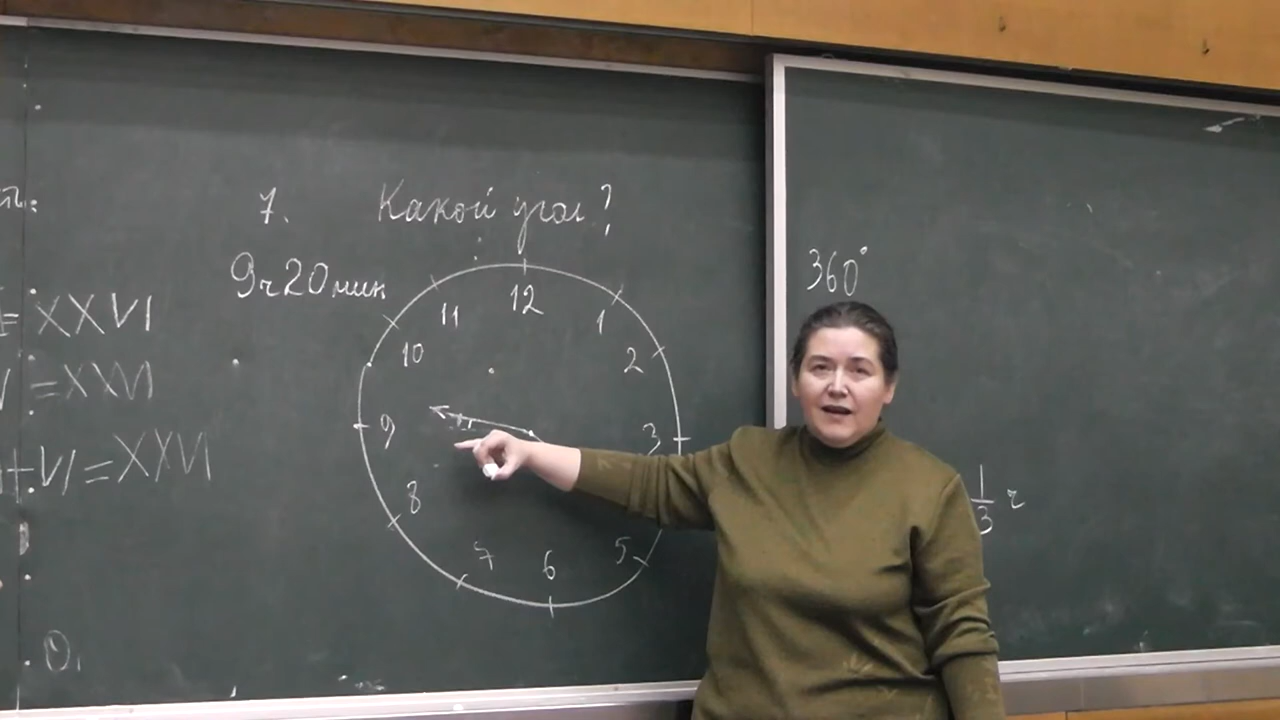 7. Какой угол?
9ч20мин
= XXVI
V = XXVI
+VI = XXVI
12
11
1
10
2
9
3
8
7
6
5
360°
1/3 ч